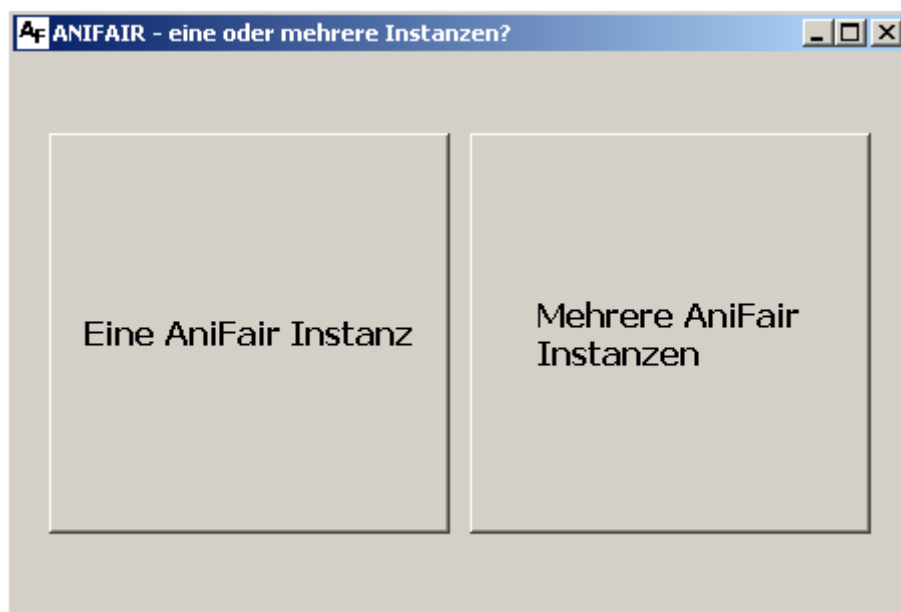 AF ANIFAIR - eine oder mehrere Instanzen?
Eine AniFair Instanz
Mehrere AniFair
Instanzen